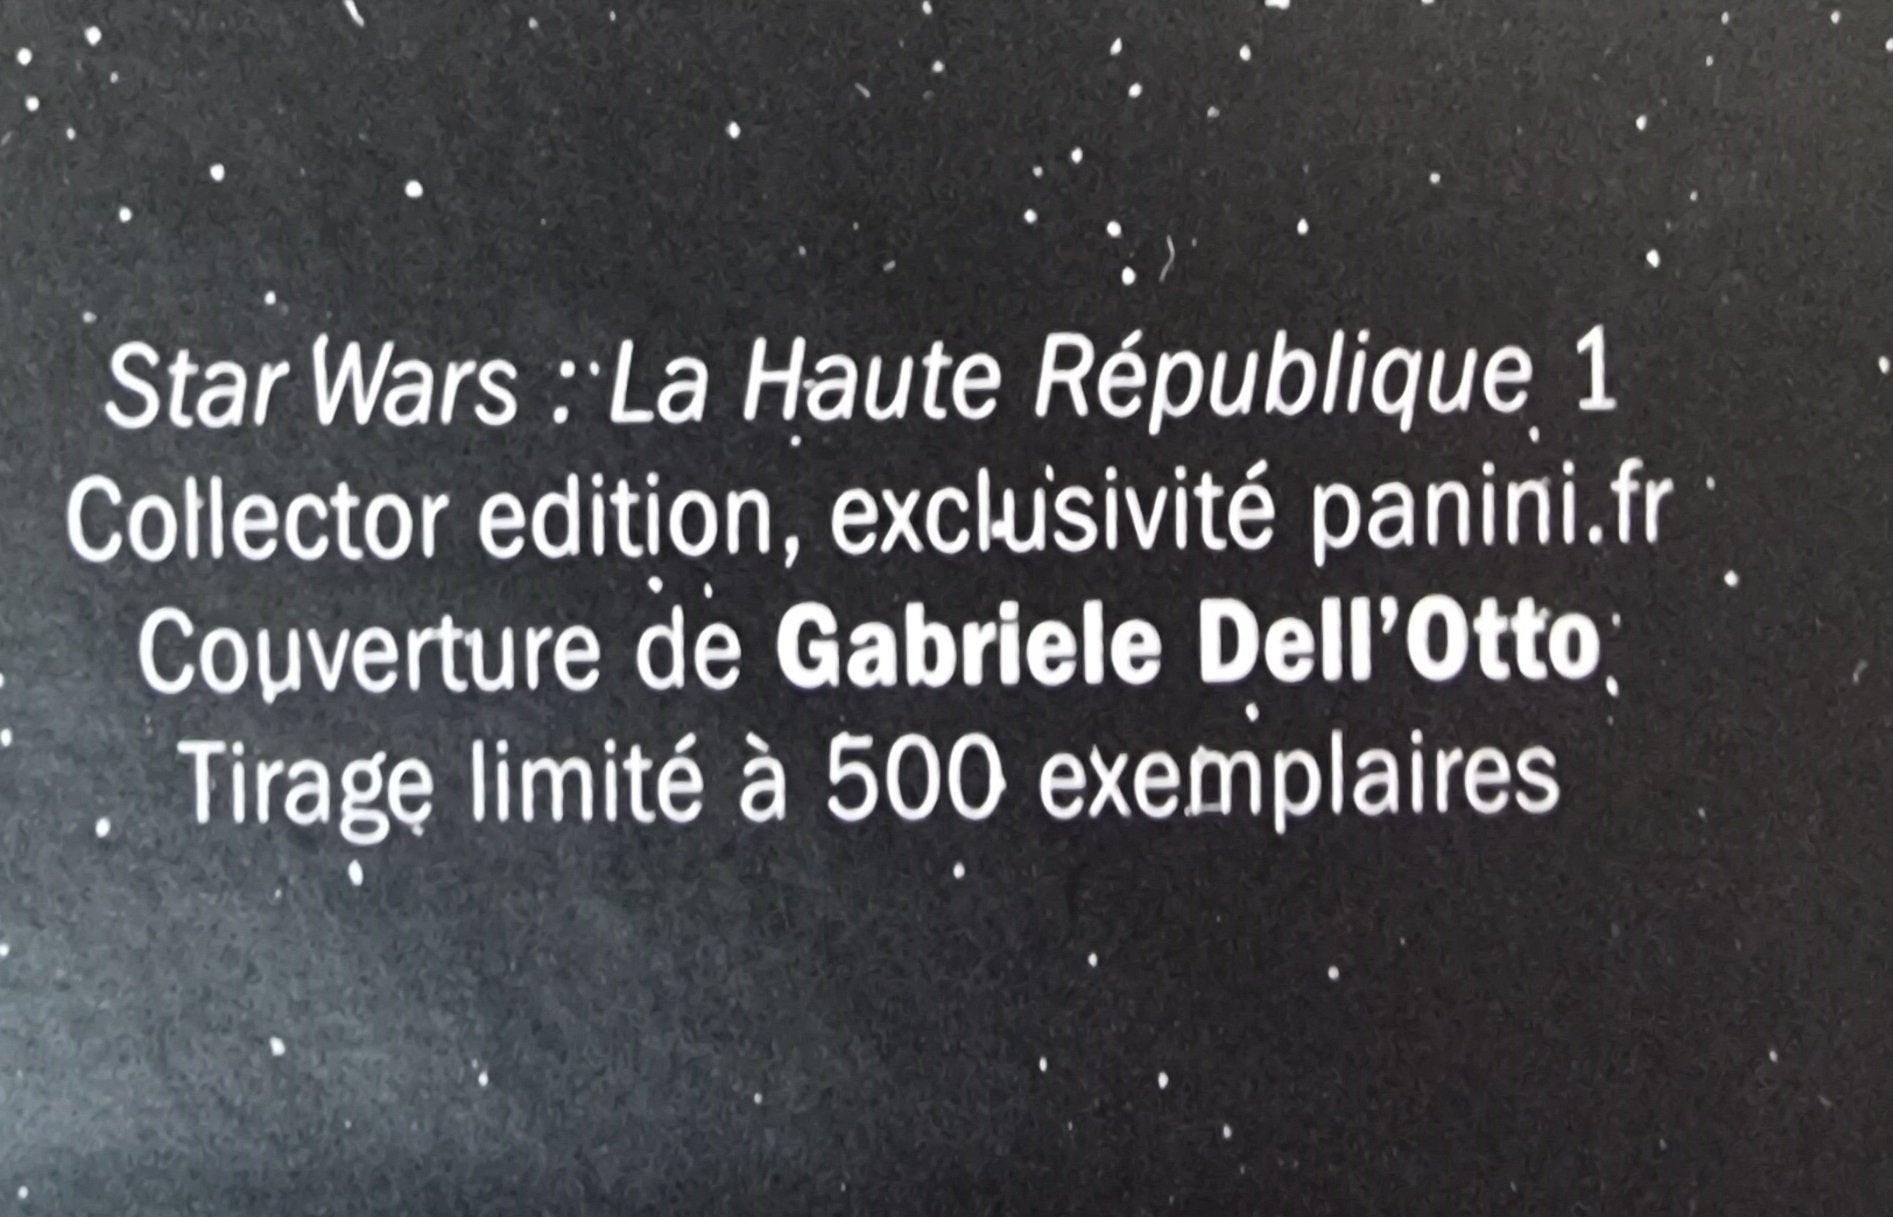 Star Wars : La Haute République 1
Collector edition, exclusivité panini.fr
Couverture de Gabriele Dell'Otto
Tirage limité à 500 exemplaires